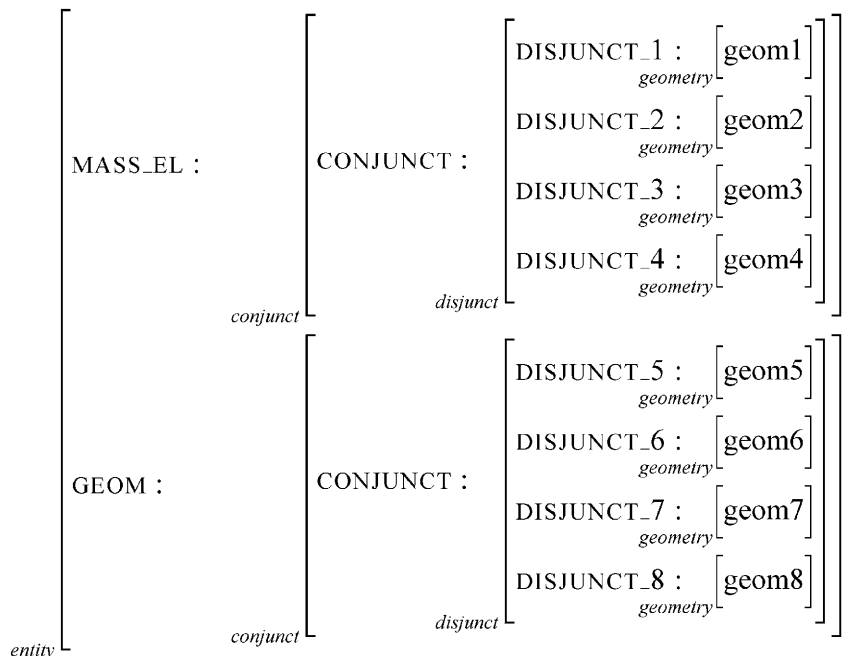 DISJUNCT_1 : [geom1]
geometry
DISJUNCT_2 : [geom2]
geometry
MASS_EL : CONJUNCT :
DISJUNCT_3 : [geom3]
geometry
DISJUNCT_4 : [geom4]
geometry
disjunct
conjunct
DISJUNCT_5 : [geom5]
geometry
DISJUNCT_6 : [geom6]
geometry
GEOM : CONJUNCT :
DISJUNCT_7 : [geom7]
geometry
DISJUNCT_8 : [geom8]
geometry
disjunct
conjunct
entity